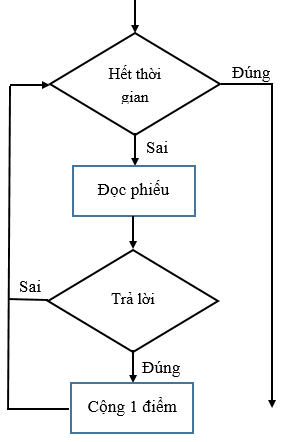 Hết thời
gian
Đúng
Sai
Đọc phiếu
Trả lời
Sai
Đúng
Cộng 1 điểm